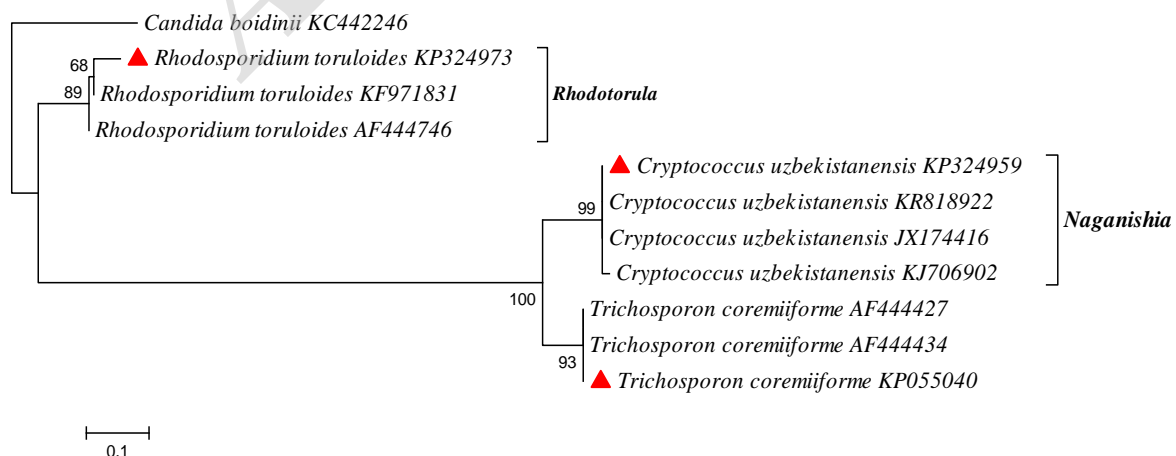 Candida boidinii KC442246
Rhodosporidium toruloides KP324973
68
Rhodosporidium toruloides KF971831
89
Rhodotorula
Rhodosporidium toruloides AF444746
Cryptococcus uzbekistanensis KP324959
Cryptococcus uzbekistanensis KR818922
99
Naganishia
Cryptococcus uzbekistanensis JX174416
Cryptococcus uzbekistanensis KJ706902
100
Trichosporon coremiiforme AF444427
Trichosporon coremiiforme AF444434
93
Trichosporon coremiiforme KP055040
0.1